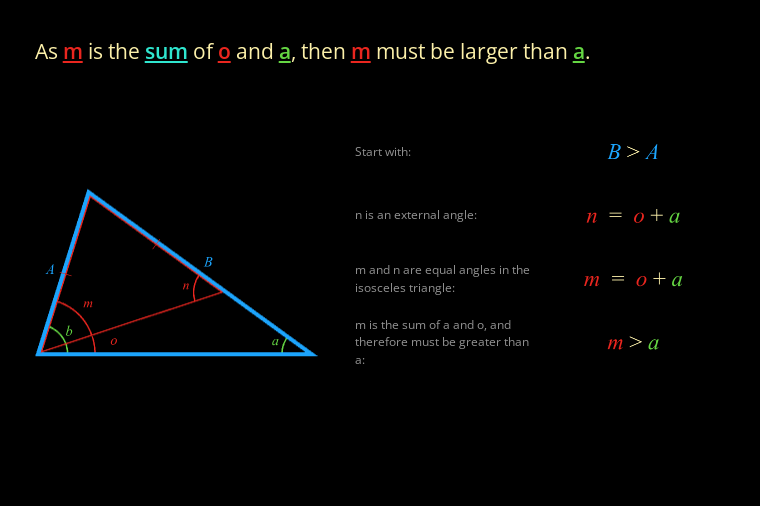 As m is the sum of o and a, then m must be larger than a.
Start with:
B > A
n is an external angle:
n = o + a
m and n are equal angles in the
isosceles triangle:
m = o + a
m is the sum of a and o, and
therefore must be greater than
a:
m > a
A
B
n
m
b
o
a